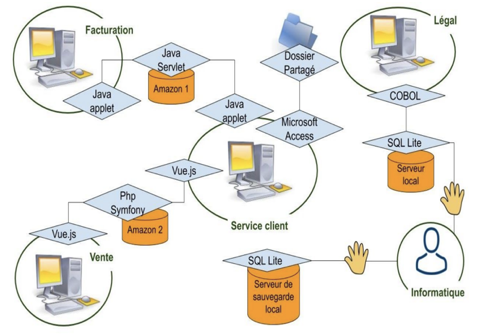 Facturation
Java
Servlet
Amazon 1
Java
applet
Java
applet
Dossier
Partagé
Microsoft
Access
Légal
COBOL
SQL Lite
Serveur
local
Vue.js
Php
Symfony
Amazon 2
Service client
Vue.js
Vente
SQL Lite
Serveur de
sauvegarde
local
Informatique